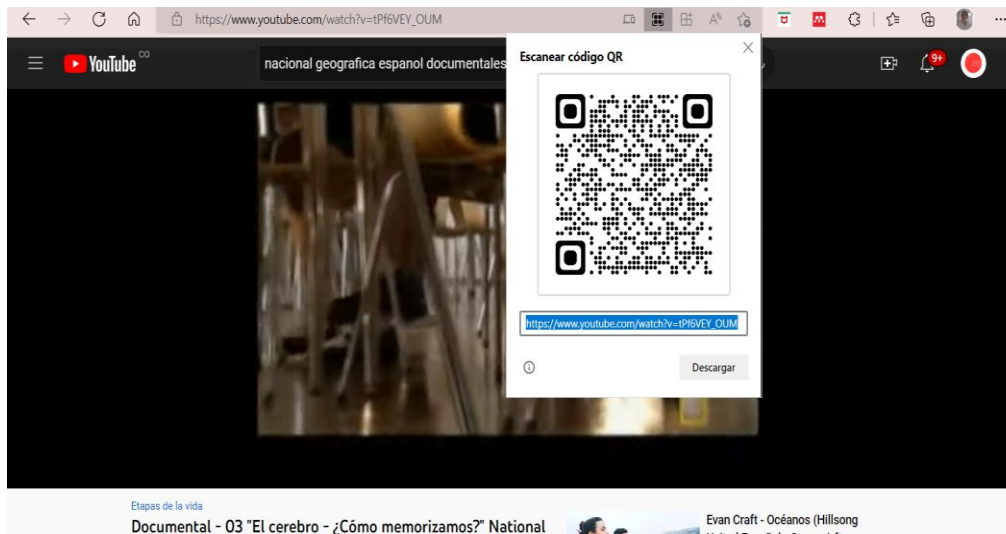 https://www.youtube.com/watch?v=tPf6VEY_OUM
YouTube CO
nacional geografica espanol documentales
9+
Escanear código QR
https://www.youtube.com/watch?v=tPf6VEY_OUM
Descargar
Etapas de la vida
Documental - 03 "El cerebro - ¿Cómo memorizamos?" National
Evan Craft - Océanos (Hillsong